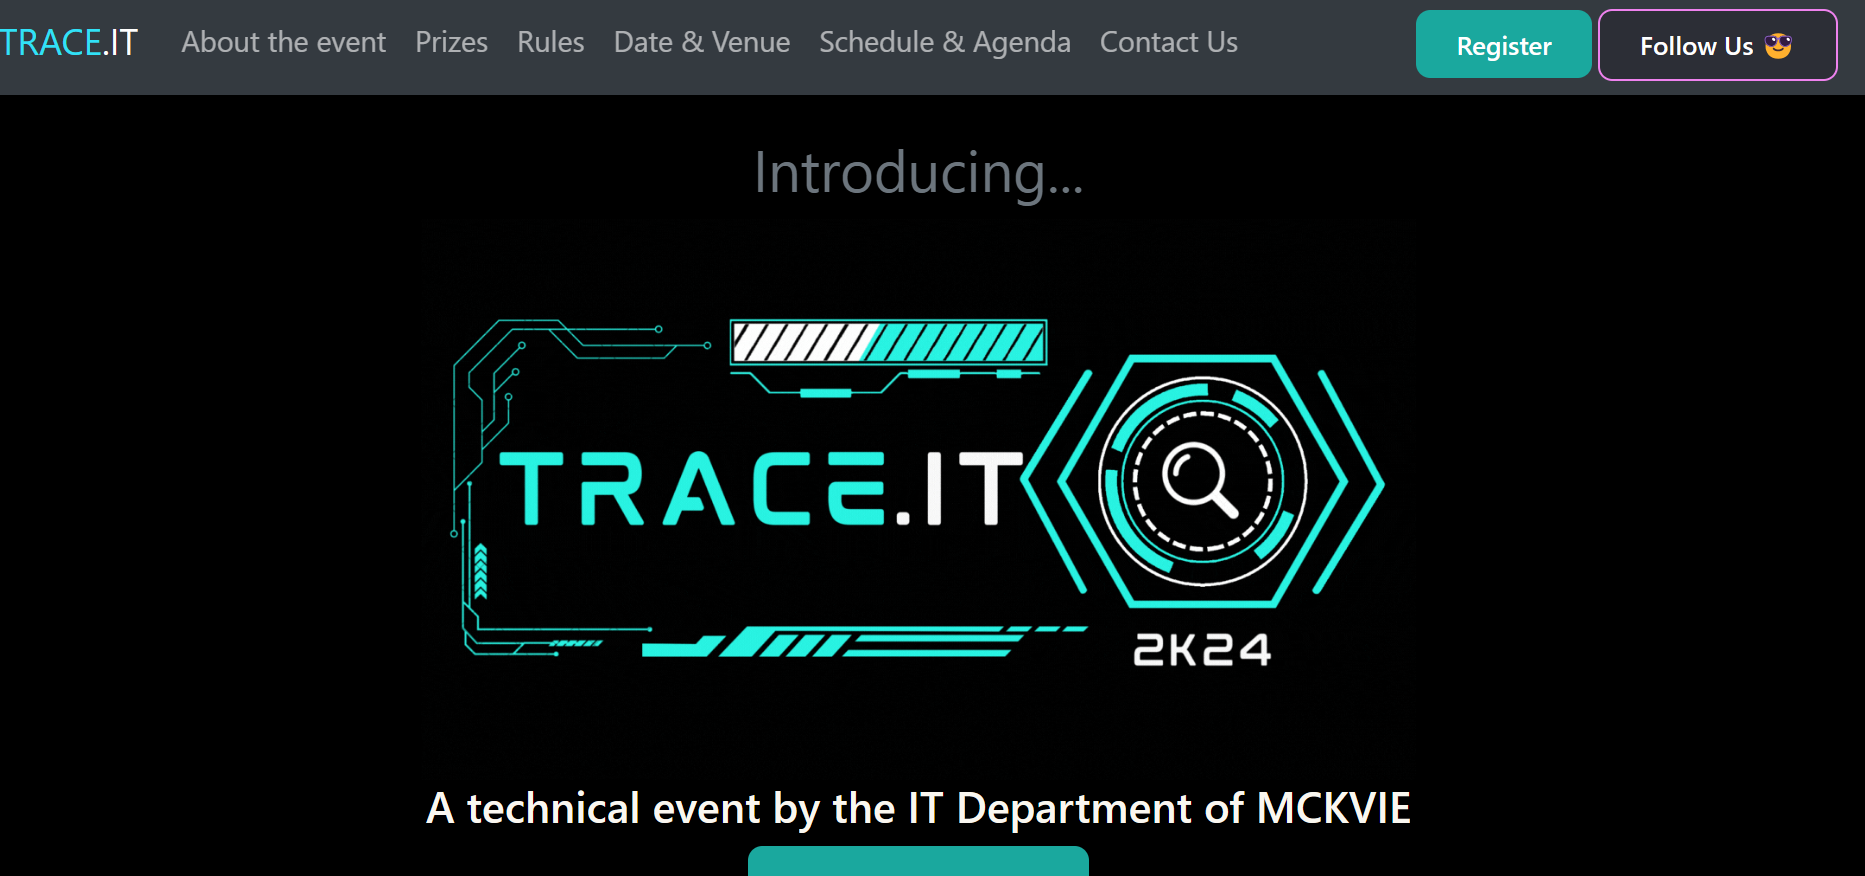 TRACE.IT About the event Prizes Rules Date & Venue Schedule & Agenda Contact Us Register Follow Us 😎
Introducing...
TRACE.IT
2K24
A technical event by the IT Department of MCKVIE